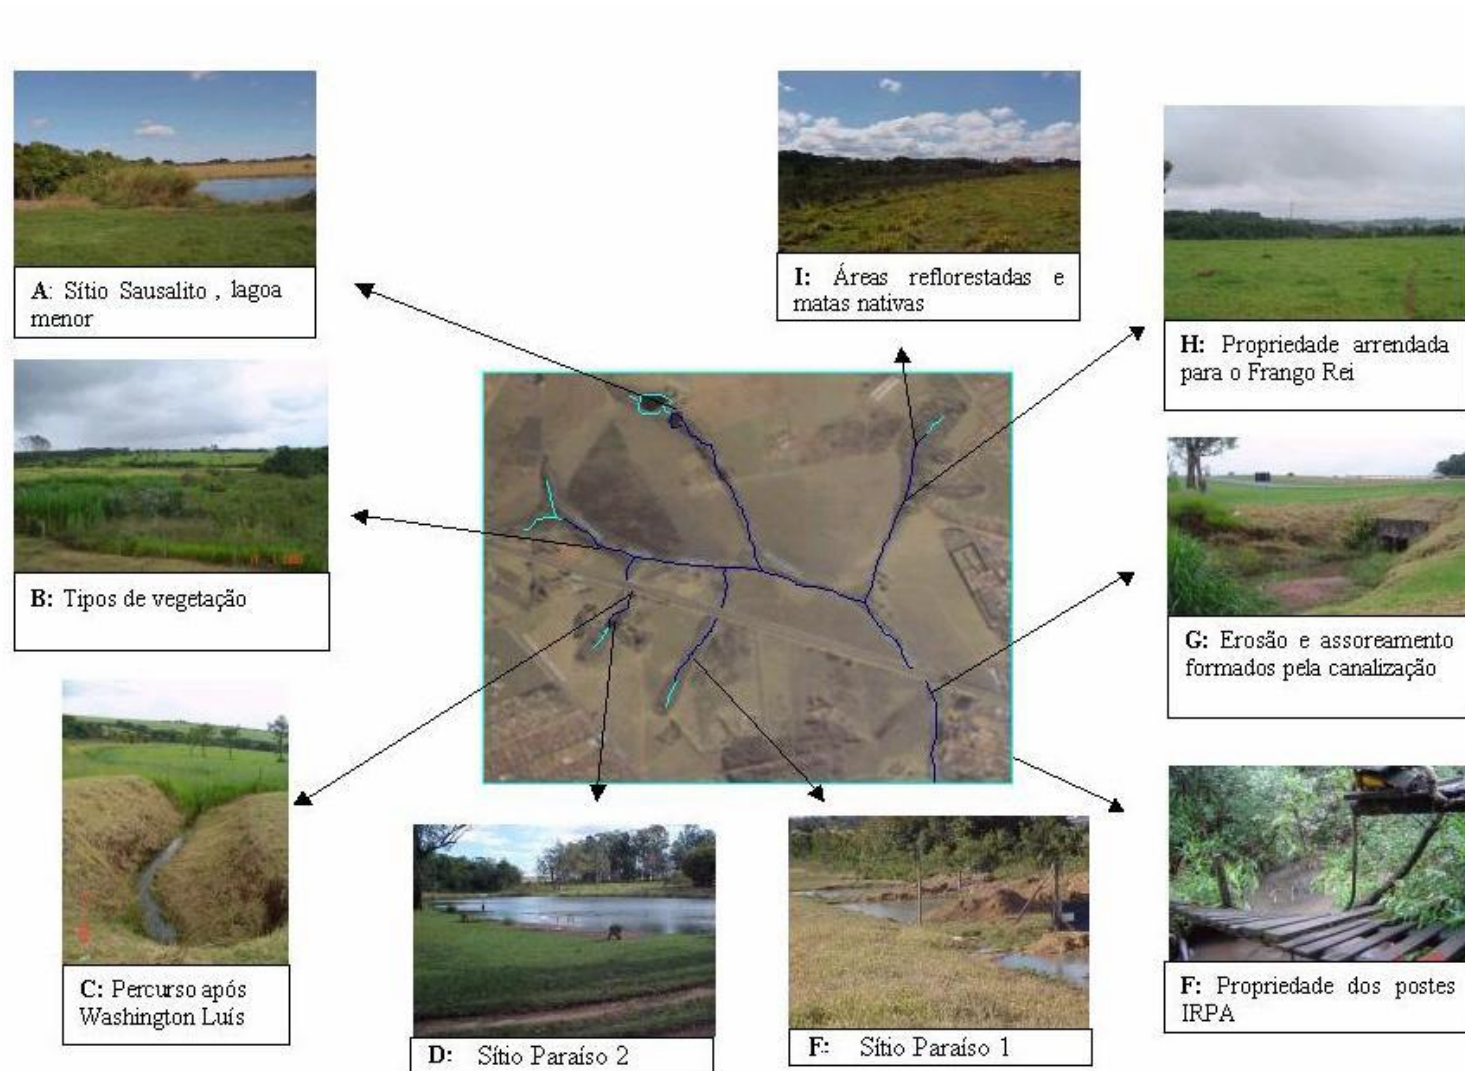 A: Sítio Sausalito , lagoa
menor
I: Áreas reflorestadas e
matas nativas
H: Propriedade arrendada
para o Frango Rei
B: Tipos de vegetação
G: Erosão e assoreamento
formados pela canalização
C: Percurso após
Washington Luís
D: Sítio Paraíso 2
F: Sítio Paraíso 1
F: Propriedade dos postes
IRPA